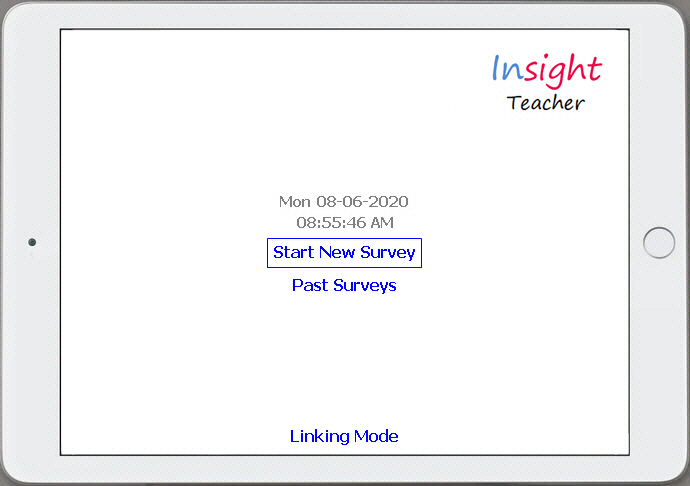 Insight
Teacher
Mon 08-06-2020
08:55:46 AM
Start New Survey
Past Surveys
Linking Mode